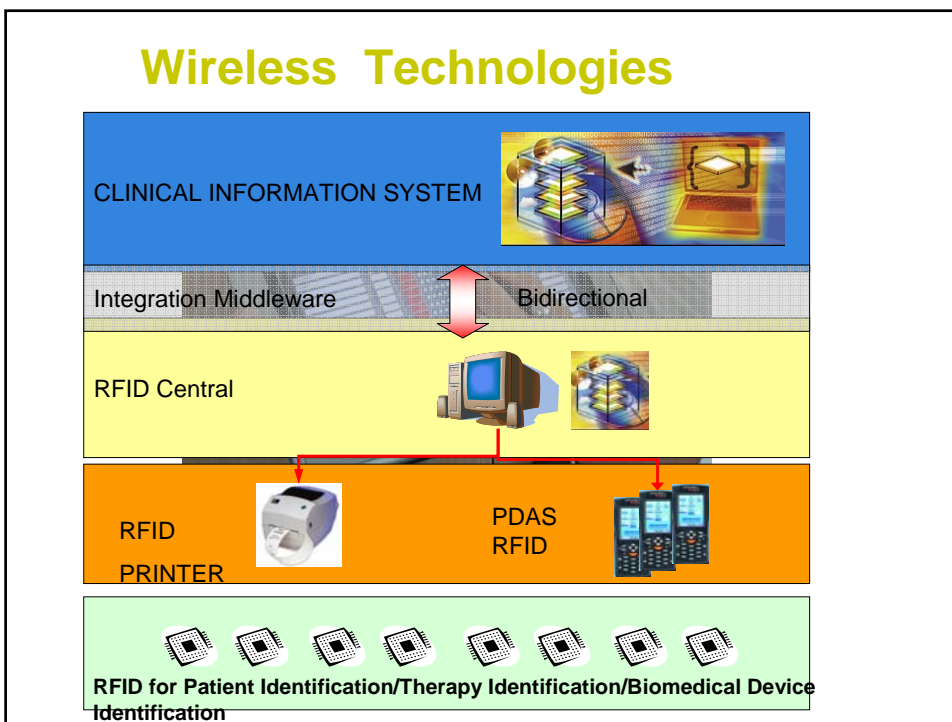 Wireless Technologies
CLINICAL INFORMATION SYSTEM
Integration Middleware
Bidirectional
RFID Central
RFID
PRINTER
PDAS
RFID
RFID for Patient Identification/Therapy Identification/Biomedical Device
Identification